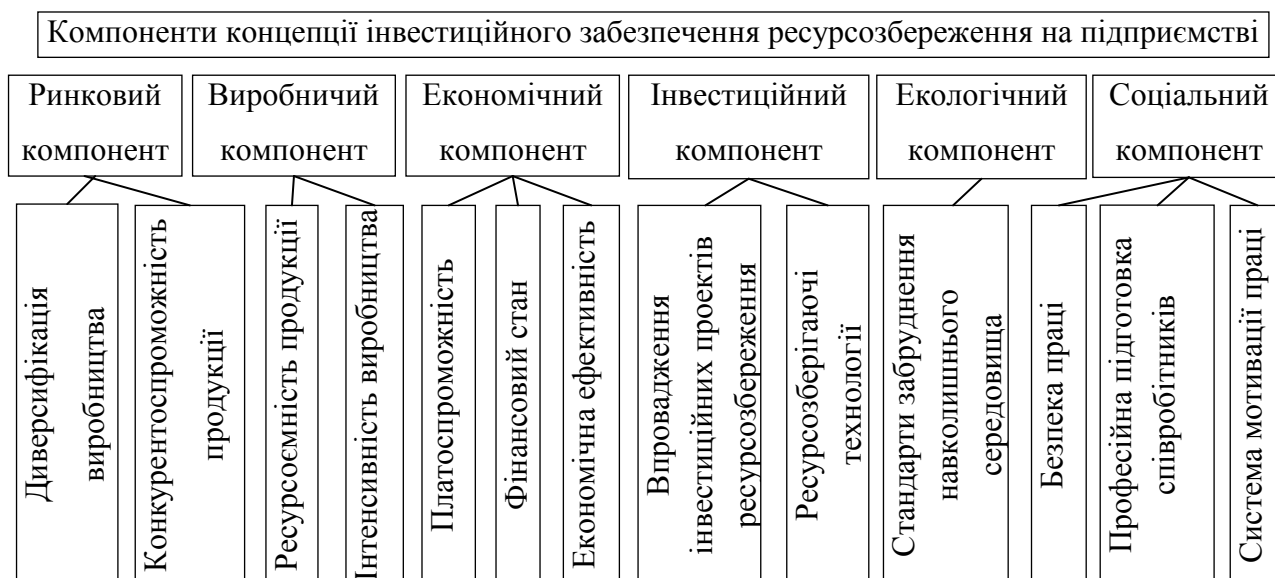 Компоненти концепції інвестиційного забезпечення ресурсозбереження на підприємстві
Ринковий
компонент
Виробничий
компонент
Економічний
компонент
Інвестиційний
компонент
Екологічний
компонент
Соціальний
компонент
Диверсифікація
виробництва
Конкурентоспроможність
продукції
Ресурсоємність продукції
Інтенсивність виробництва
Платоспроможність
Фінансовий стан
Економічна ефективність
Впровадження
інвестиційних проектів
ресурсозбереження
Ресурсозберігаючі
технології
Стандарти забруднення
навколишнього
середовища
Безпека праці
Професійна підготовка
співробітників
Система мотивації праці